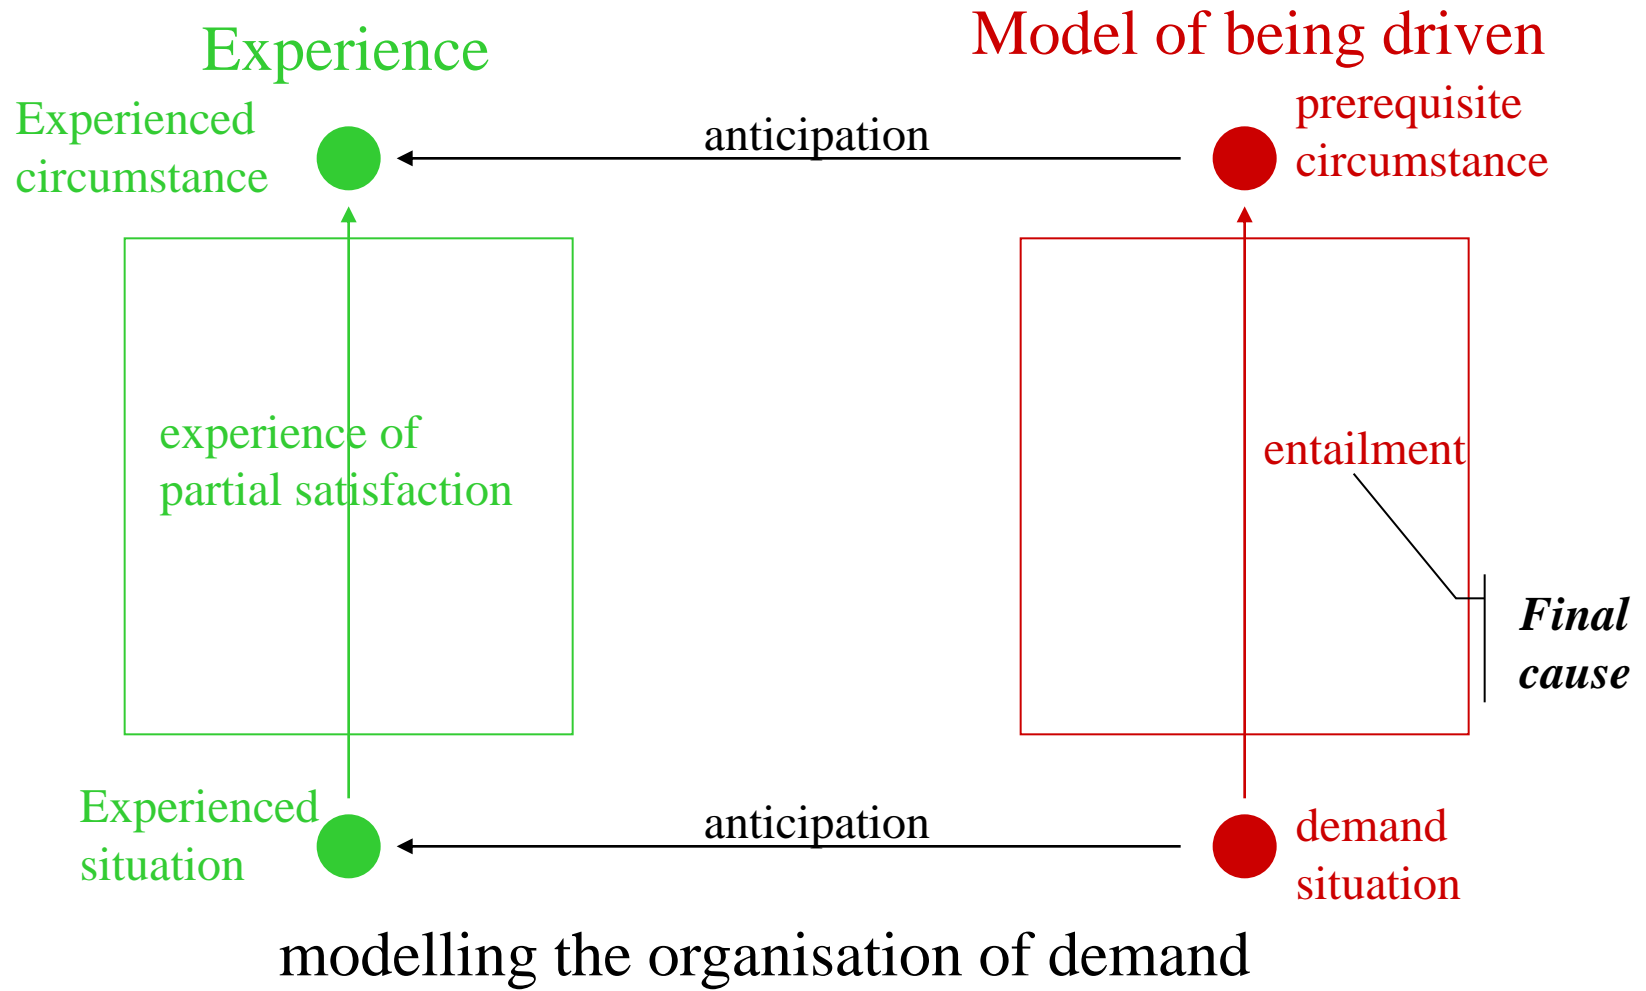 Experience
Model of being driven
Experienced
circumstance
anticipation
prerequisite
circumstance
experience of
partial satisfaction
entailment
Final
cause
Experienced
situation
anticipation
demand
situation
modelling the organisation of demand